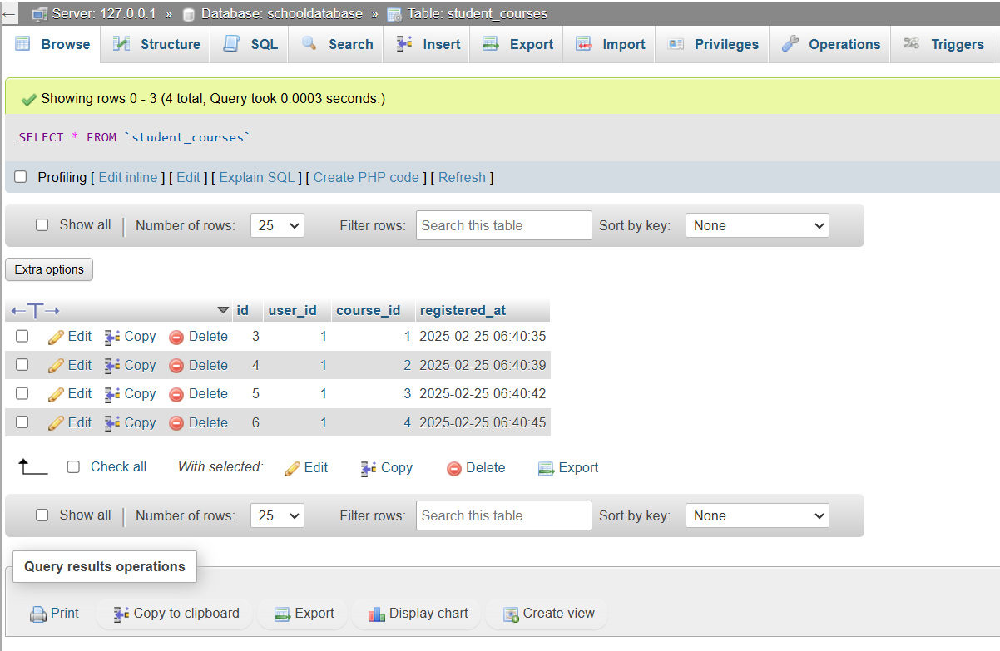 Server: 127.0.0.1 » Database: schooldatabase » Table: student_courses
Browse Structure SQL Search Insert Export Import Privileges Operations Triggers
Showing rows 0 - 3 (4 total, Query took 0.0003 seconds.)
SELECT * FROM `student_courses`
Profiling [ Edit inline ] [ Edit ] [ Explain SQL ] [ Create PHP code ] [ Refresh ]
Show all | Number of rows: 25 Filter rows: Search this table Sort by key: None
Extra options
id user_id course_id registered_at
Edit Copy Delete 3 1 1 2025-02-25 06:40:35
Edit Copy Delete 4 1 2 2025-02-25 06:40:39
Edit Copy Delete 5 1 3 2025-02-25 06:40:42
Edit Copy Delete 6 1 4 2025-02-25 06:40:45
Check all With selected: Edit Copy Delete Export
Show all | Number of rows: 25 Filter rows: Search this table Sort by key: None
Query results operations
Print Copy to clipboard Export Display chart Create view